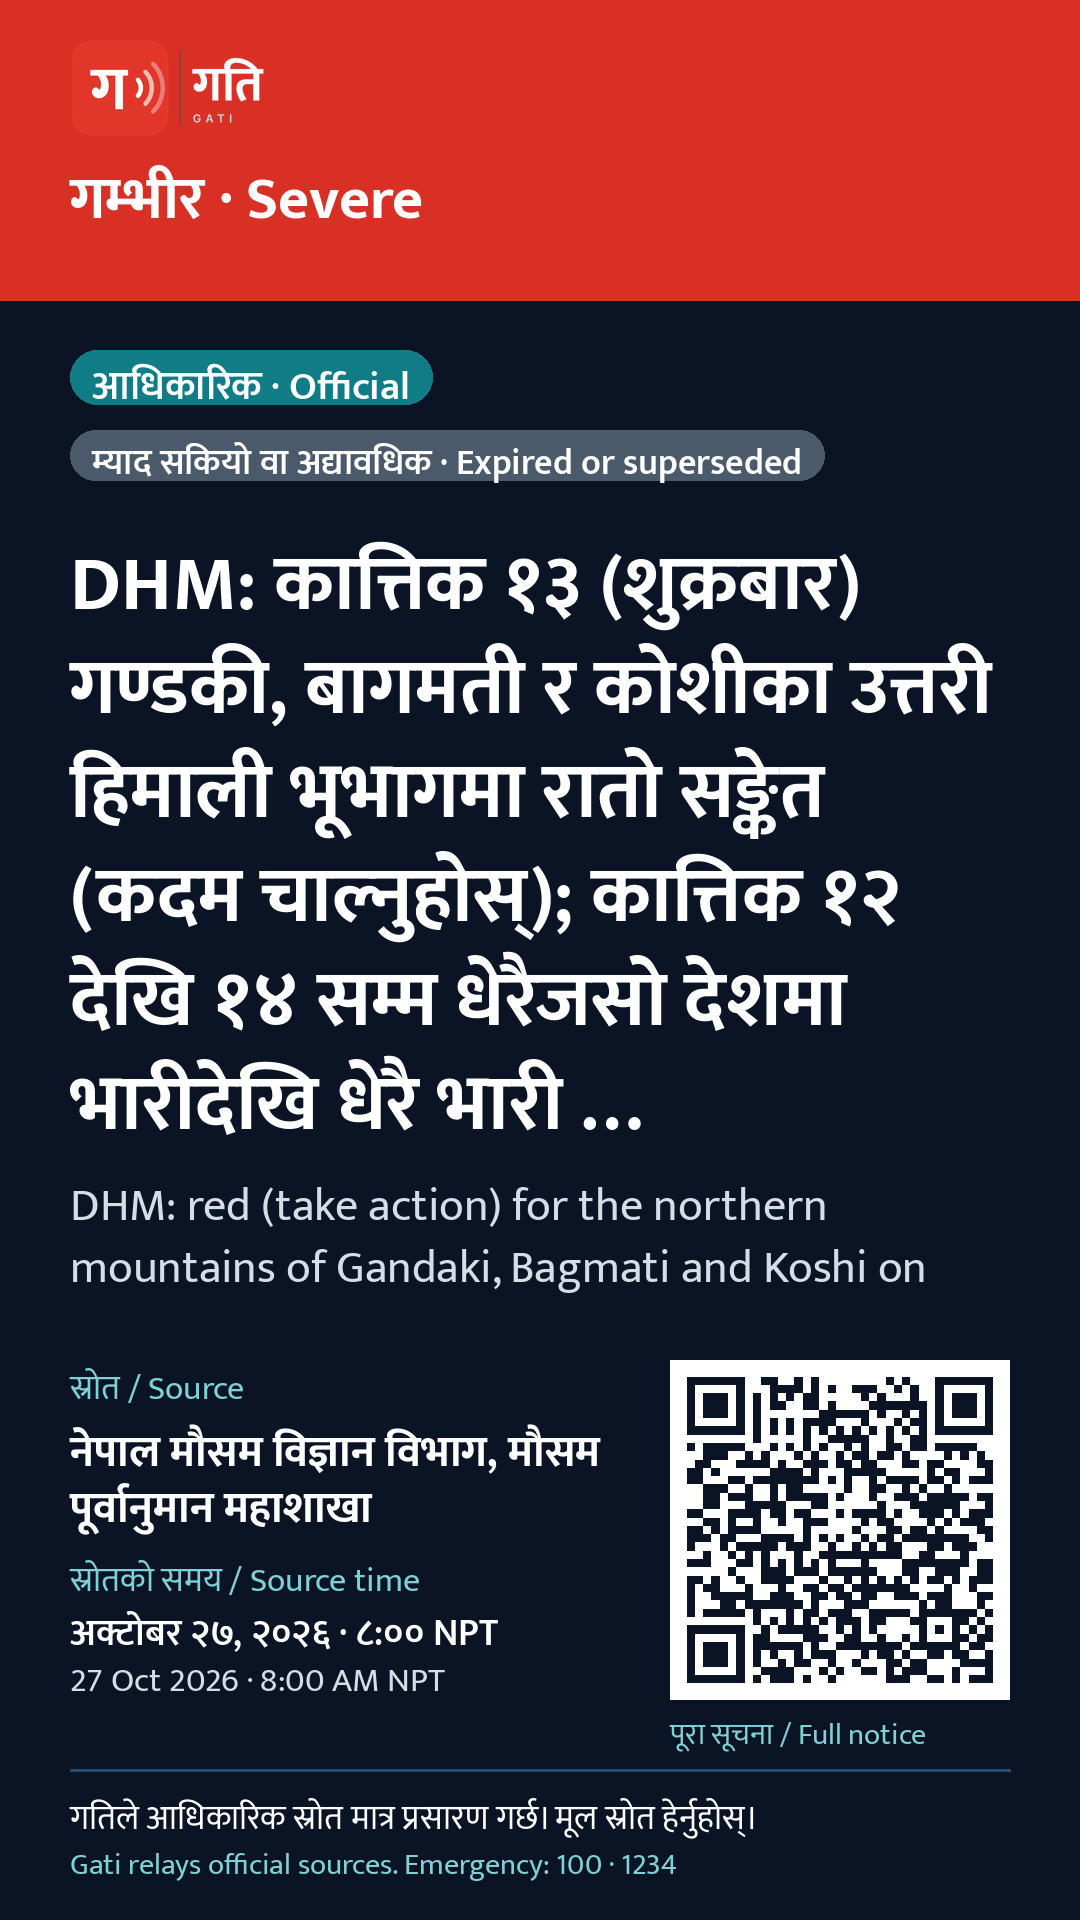 ग
गति
GATI
गम्भीर · Severe
आधिकारिक · Official
म्याद सकियो वा अद्यावधिक · Expired or superseded
DHM: कात्तिक १३ (शुक्रबार)
गण्डकी, बागमती र कोशीका उत्तरी
हिमाली भूभागमा रातो सङ्केत
(कदम चाल्नुहोस्); कात्तिक १२
देखि १४ सम्म धेरैजसो देशमा
भारीदेखि धेरै भारी ...
DHM: red (take action) for the northern
mountains of Gandaki, Bagmati and Koshi on
स्रोत / Source
नेपाल मौसम विज्ञान विभाग, मौसम
पूर्वानुमान महाशाखा
स्रोतको समय / Source time
अक्टोबर २७, २०२६ · ८:०० NPT
27 Oct 2026 · 8:00 AM NPT
पूरा सूचना / Full notice
गतिले आधिकारिक स्रोत मात्र प्रसारण गर्छ। मूल स्रोत हेर्नुहोस्।
Gati relays official sources. Emergency: 100 · 1234